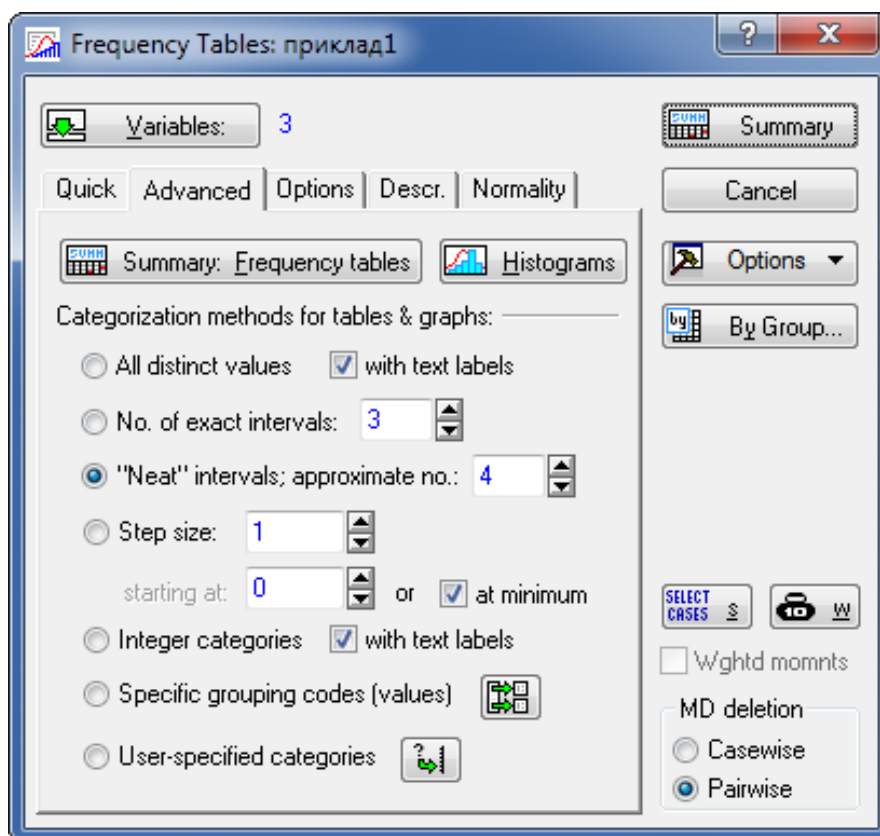 Frequency Tables: приклад1
? X
Variables: 3
SUMM Summary
Quick Advanced Options Descr. Normality
Cancel
SUMM Summary: Frequency tables Histograms
Options
Categorization methods for tables & graphs:
by By Group...
All distinct values with text labels
No. of exact intervals: 3
"Neat" intervals; approximate no.: 4
Step size: 1
starting at: 0 or at minimum
SELECT CASES S W
Integer categories with text labels
Wghtd momnts
Specific grouping codes (values)
MD deletion
Casewise
User-specified categories ?
Pairwise